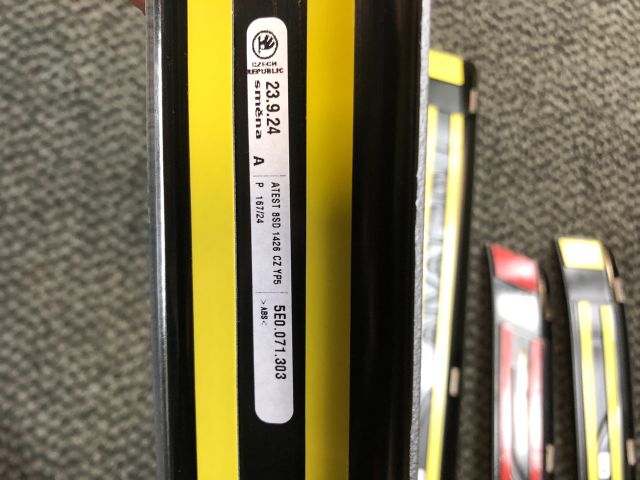 CZECH
REPUBLIC
23.9.24
směna A
ATEST 8SD 1426 CZ YP5
P 167/24
5E0.071.303
>ABS<